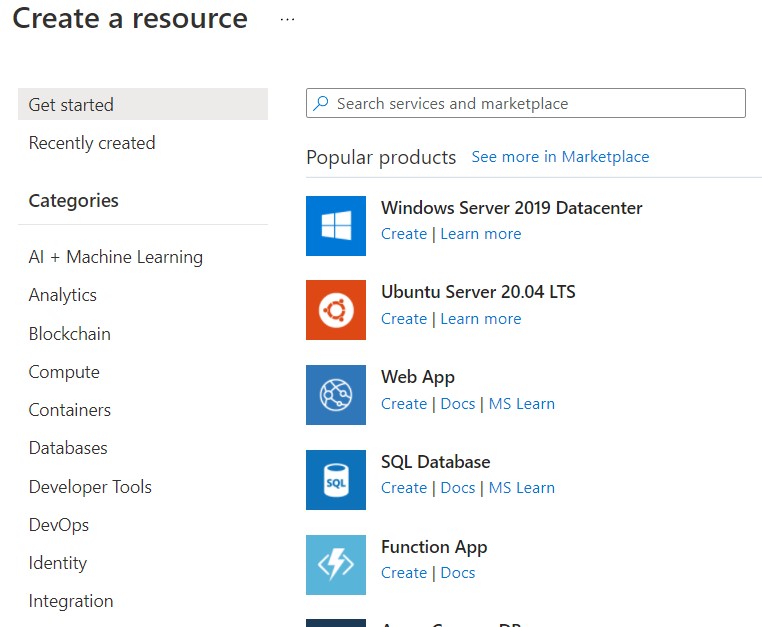 Create a resource ...
Get started
Recently created
Categories
AI + Machine Learning
Analytics
Blockchain
Compute
Containers
Databases
Developer Tools
DevOps
Identity
Integration
Search services and marketplace
Popular products See more in Marketplace
Windows Server 2019 Datacenter
Create | Learn more
Ubuntu Server 20.04 LTS
Create | Learn more
Web App
Create | Docs | MS Learn
SQL
SQL Database
Create | Docs | MS Learn
Function App
Create | Docs